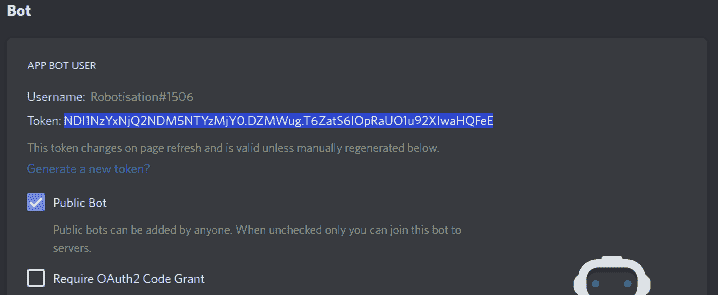 Bot
APP BOT USER
Username: Robotisation#1506
Token: NDI1NzYxNjQ2NDM5NTYzMjY0.DZMWug.T6ZatS6IOpRaUO1u92XIwaHQFeE
This token changes on page refresh and is valid unless manually regenerated below.
Generate a new token?
Public Bot
Public bots can be added by anyone. When unchecked only you can join this bot to
servers.
Require OAuth2 Code Grant